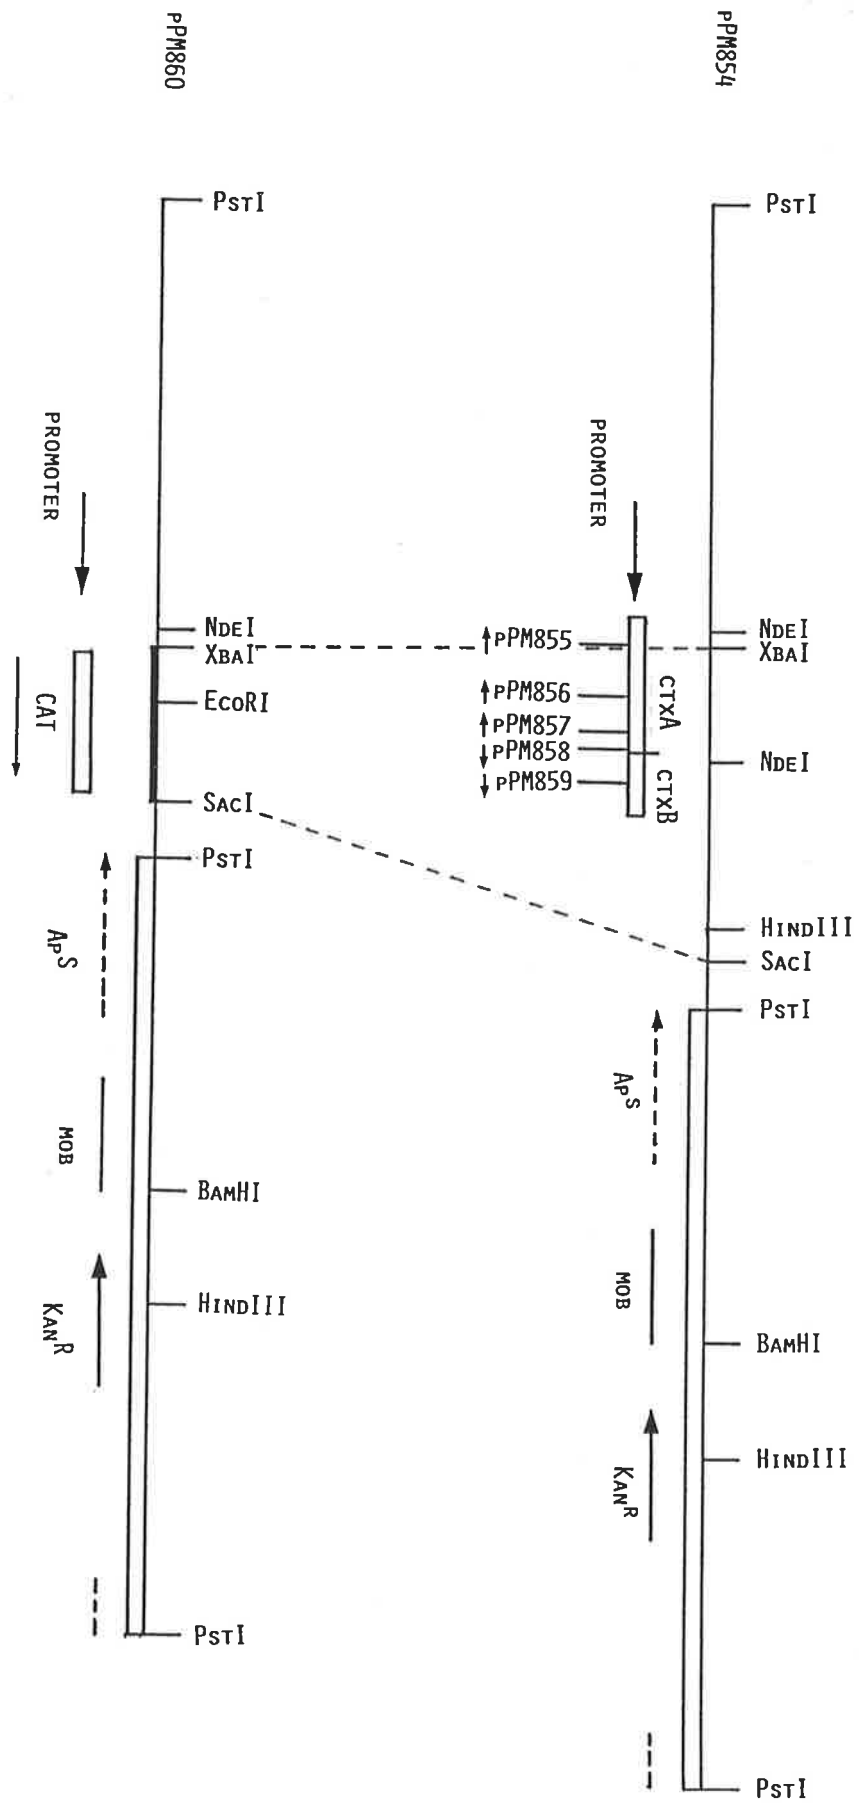 pPM854
PstI
NdeI
XbaI
NdeI
HindIII
SacI
PstI
BamHI
HindIII
PstI
PROMOTER
ctxA
ctxB
pPM855
pPM856
pPM857
pPM858
pPM859
ApS
MOB
KanR
pPM860
PstI
NdeI
XbaI
EcoRI
SacI
PstI
BamHI
HindIII
PstI
PROMOTER
CAT
ApS
MOB
KanR